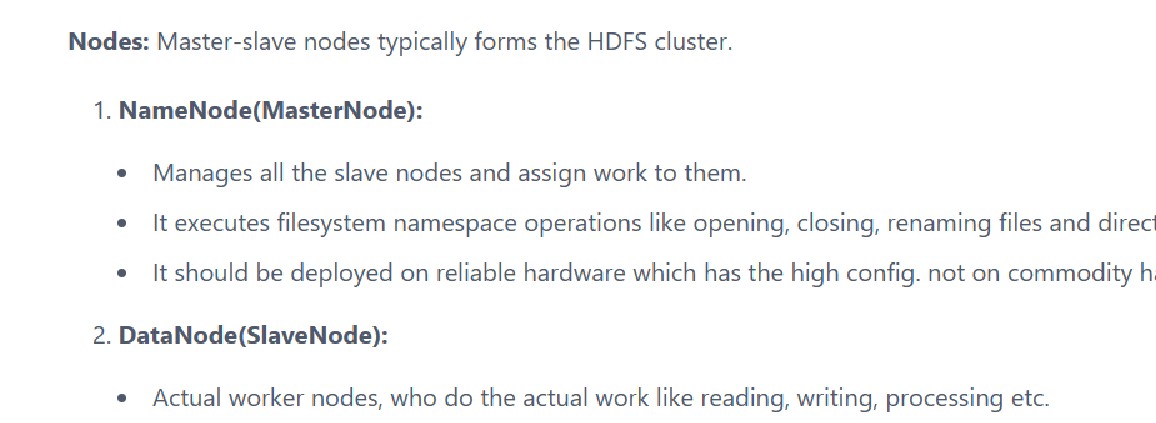 Nodes: Master-slave nodes typically forms the HDFS cluster.
1. NameNode(MasterNode):
• Manages all the slave nodes and assign work to them.
• It executes filesystem namespace operations like opening, closing, renaming files and
• It should be deployed on reliable hardware which has the high config. not on commodity
2. DataNode(SlaveNode):
• Actual worker nodes, who do the actual work like reading, writing, processing etc.